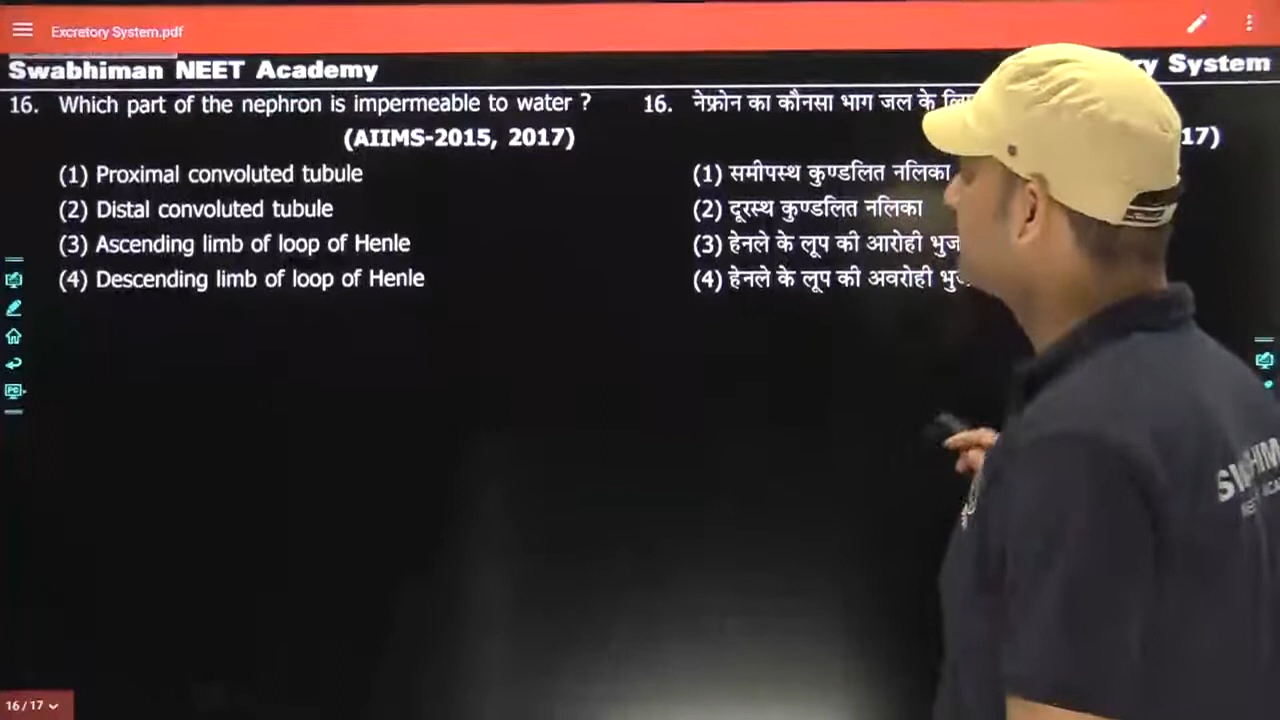 Excretory System.pdf
Swabhiman NEET Academy
ry System
16. Which part of the nephron is impermeable to water ?
(AIIMS-2015, 2017)
(1) Proximal convoluted tubule
(2) Distal convoluted tubule
(3) Ascending limb of loop of Henle
(4) Descending limb of loop of Henle
16. नेफ्रोन का कौनसा भाग जल के
17)
(1) समीपस्थ कुण्डलित नलिका
(2) दूरस्थ कुण्डलित नलिका
(3) हेनले के लूप की आरोही भुज
(4) हेनले के लूप की अवरोही
16 / 17